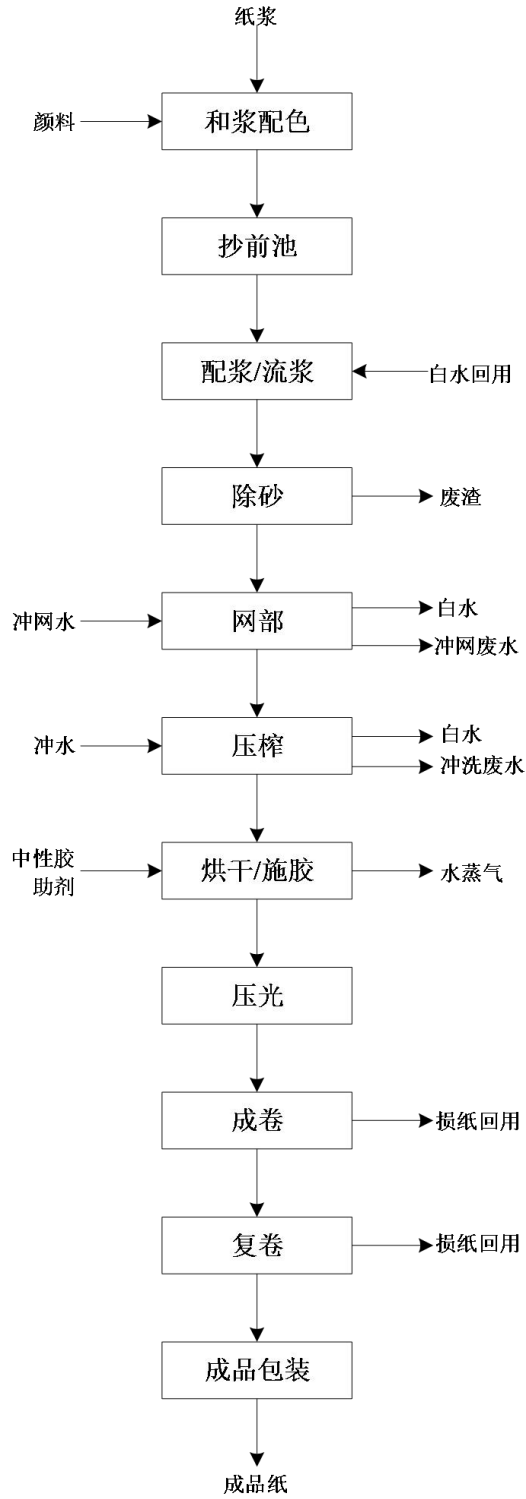 纸浆
颜料
和浆配色
抄前池
配浆/流浆
白水回用
除砂
废渣
冲网水
网部
白水
冲网废水
冲水
压榨
白水
冲洗废水
中性胶
助剂
烘干/施胶
水蒸气
压光
成卷
损纸回用
复卷
损纸回用
成品包装
成品纸